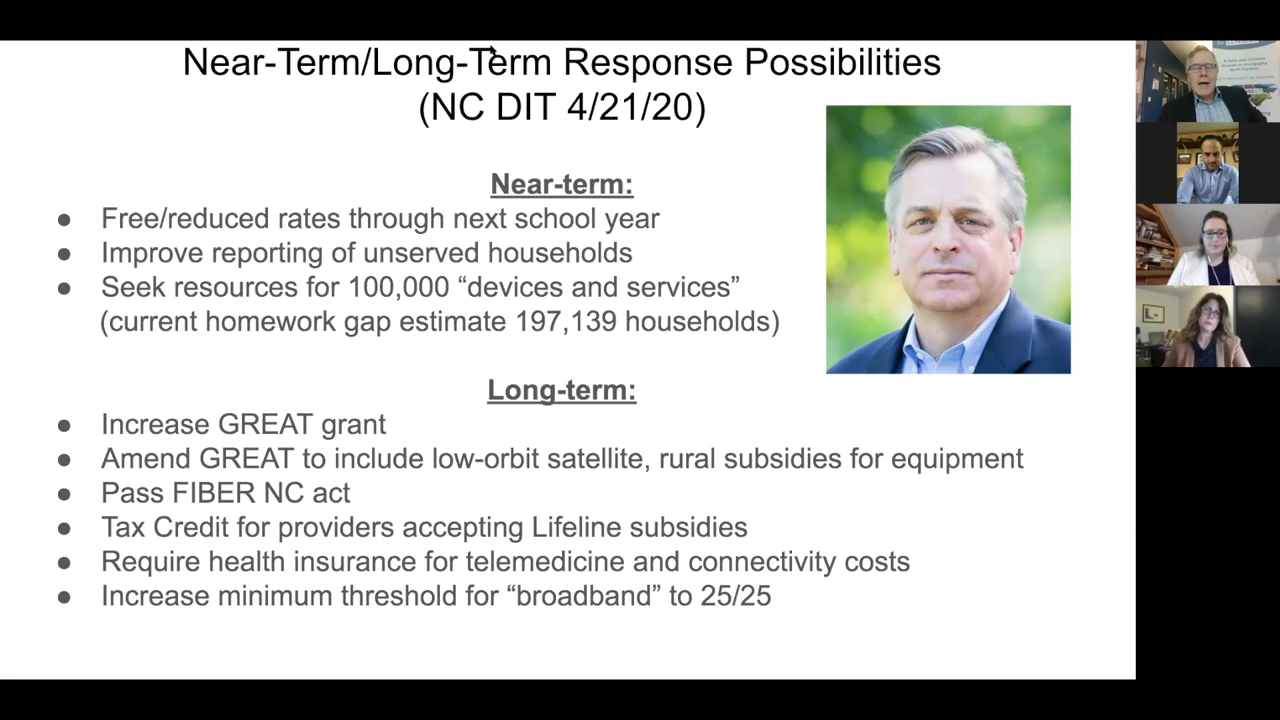 Near-Term/Long-Term Response Possibilities
(NC DIT 4/21/20)
Near-term:
● Free/reduced rates through next school year
● Improve reporting of unserved households
● Seek resources for 100,000 “devices and services”
(current homework gap estimate 197,139 households)
Long-term:
● Increase GREAT grant
● Amend GREAT to include low-orbit satellite, rural subsidies for equipment
● Pass FIBER NC act
● Tax Credit for providers accepting Lifeline subsidies
● Require health insurance for telemedicine and connectivity costs
● Increase minimum threshold for “broadband” to 25/25